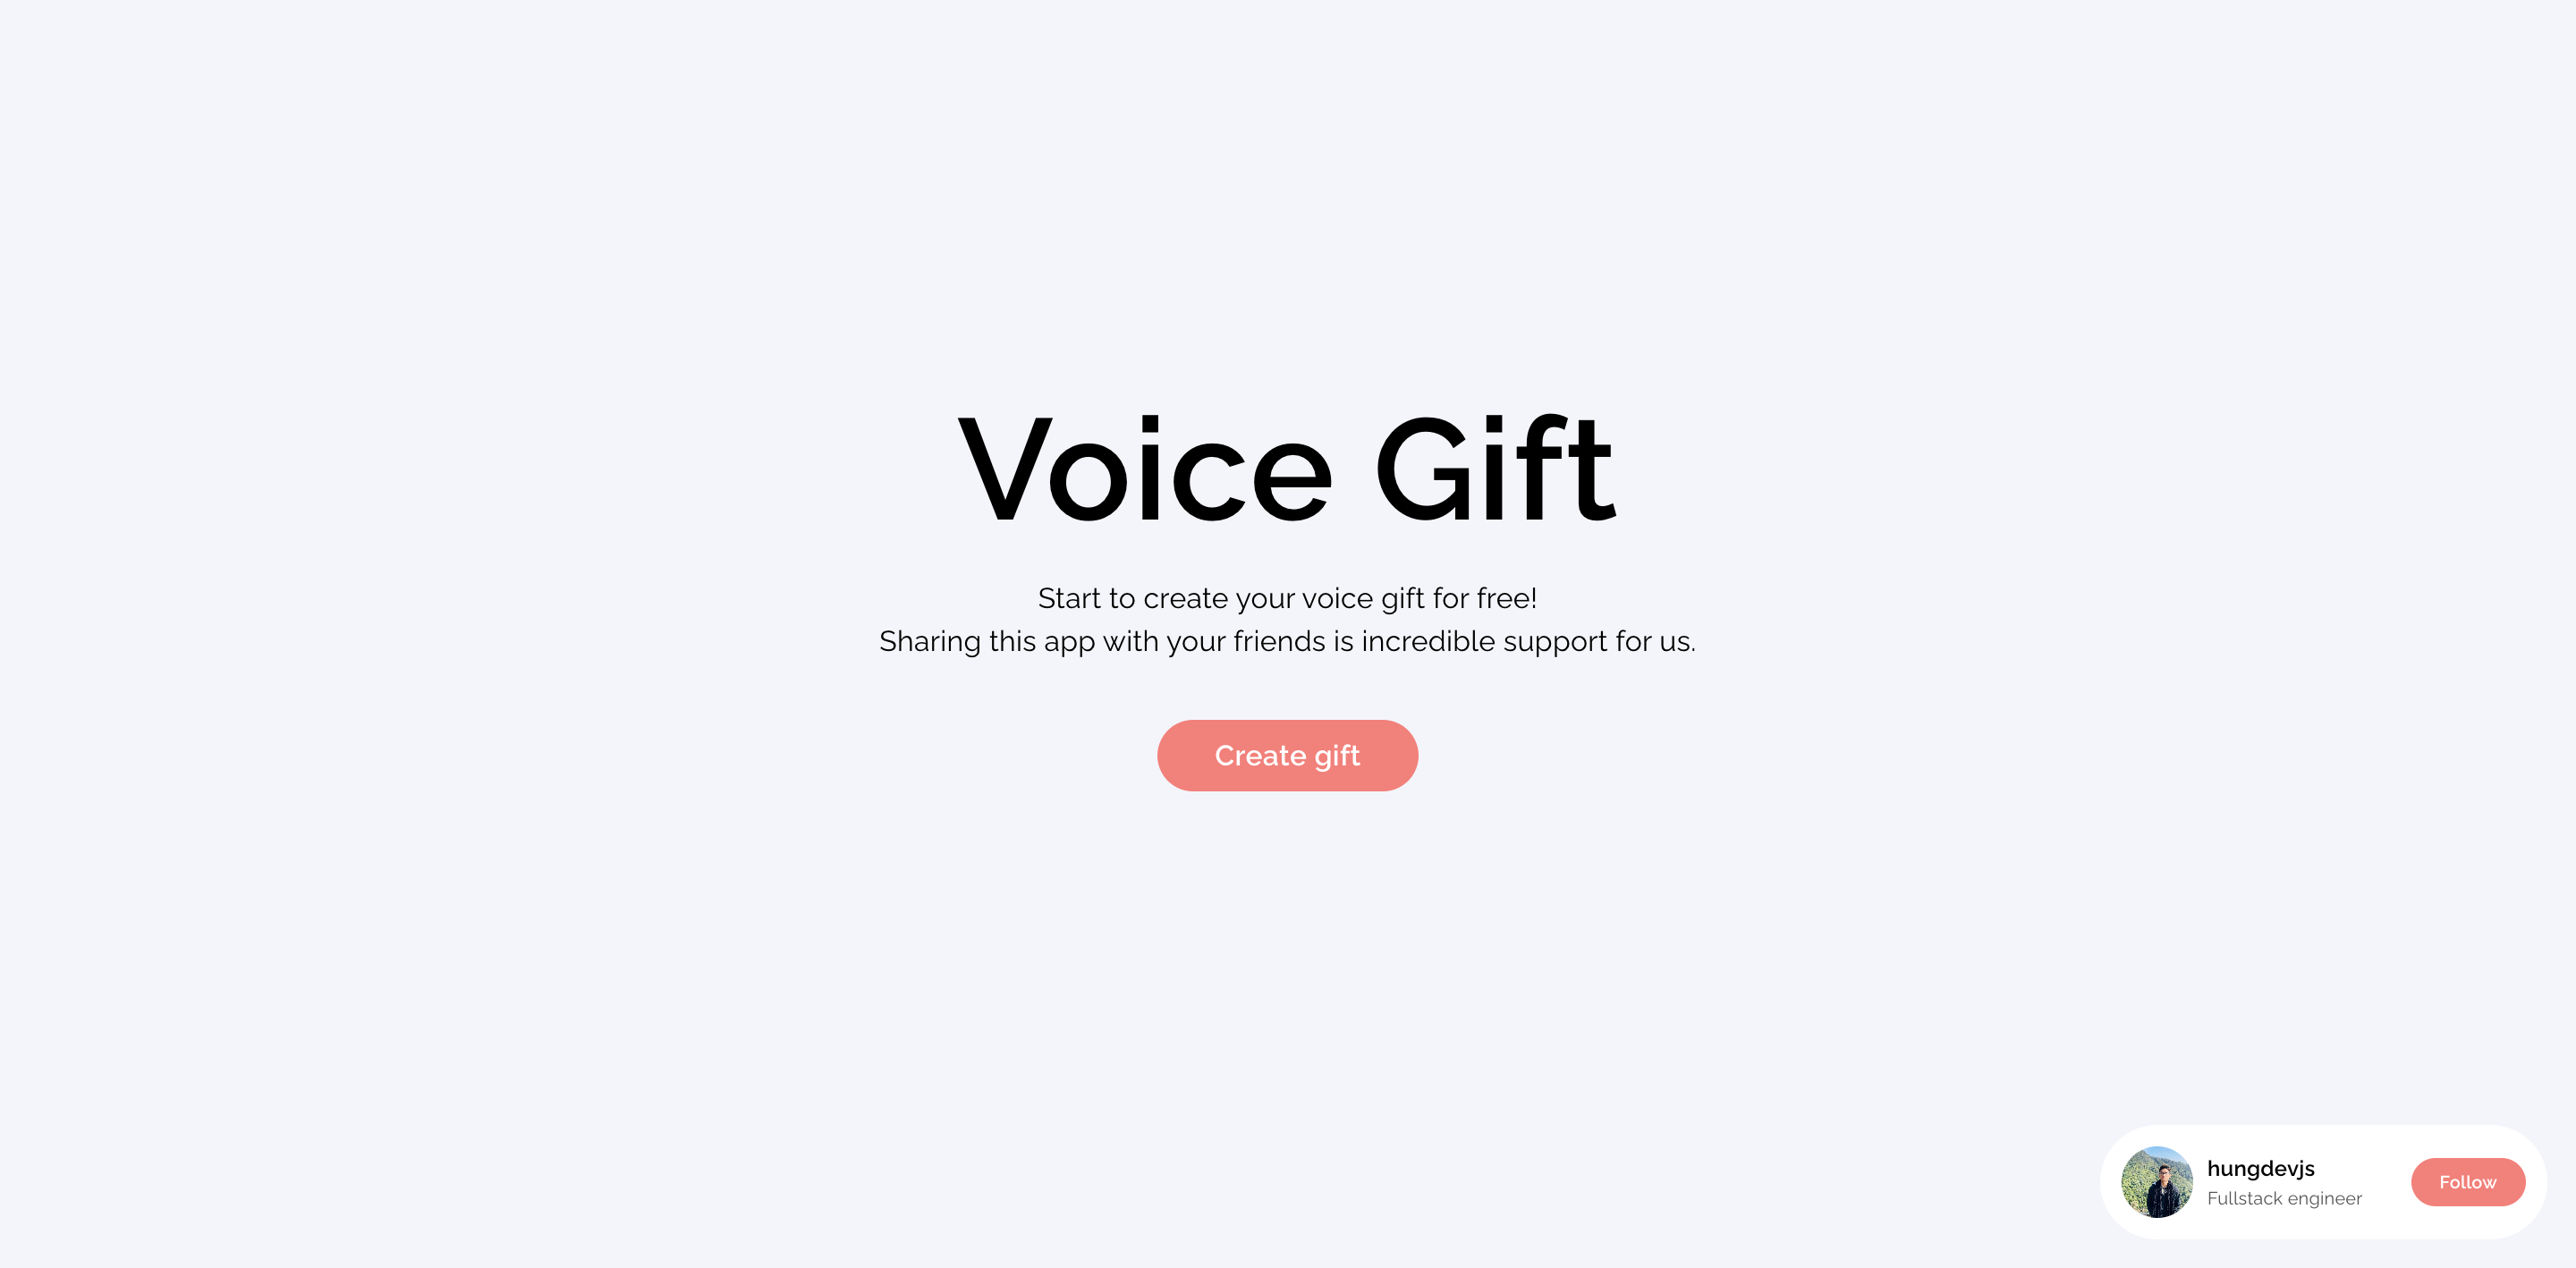 Voice Gift
Start to create your voice gift for free!
Sharing this app with your friends is incredible support for us.
Create gift
hungdevjs
Fullstack engineer
Follow